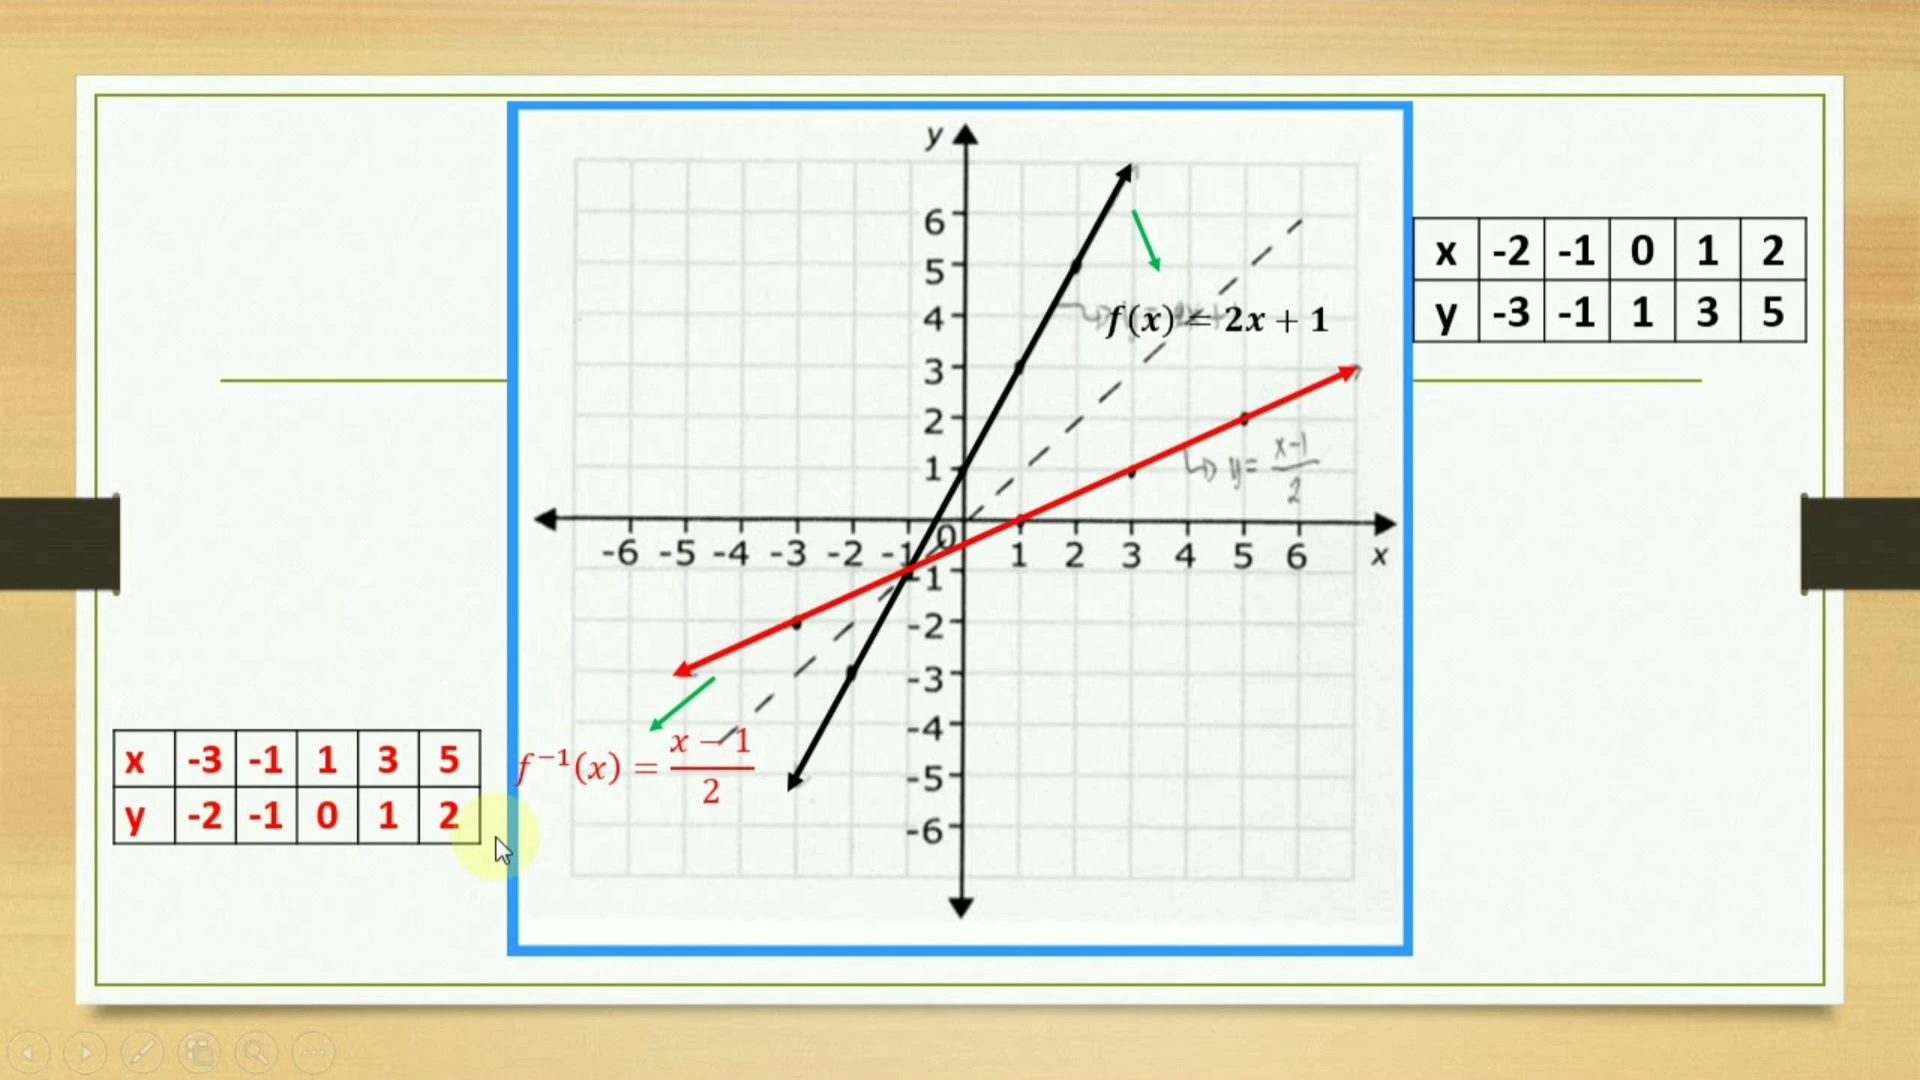 y
6
5
4
3
2
1
-6 -5 -4 -3 -2 -1 0 1 2 3 4 5 6 x
-1
-2
-3
-4
-5
-6
f(x) = 2x + 1
y = (x-1)/2
f⁻¹(x) = (x − 1)/2
x -2 -1 0 1 2
y -3 -1 1 3 5
x -3 -1 1 3 5
y -2 -1 0 1 2